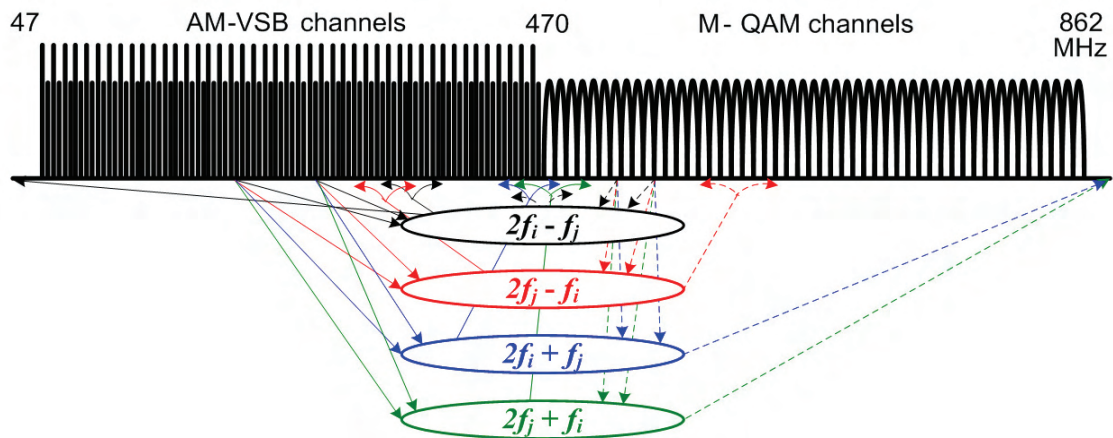 47 AM-VSB channels 470 M- QAM channels 862
MHz
2fi - fj
2fj - fi
2fi + fj
2fj + fi